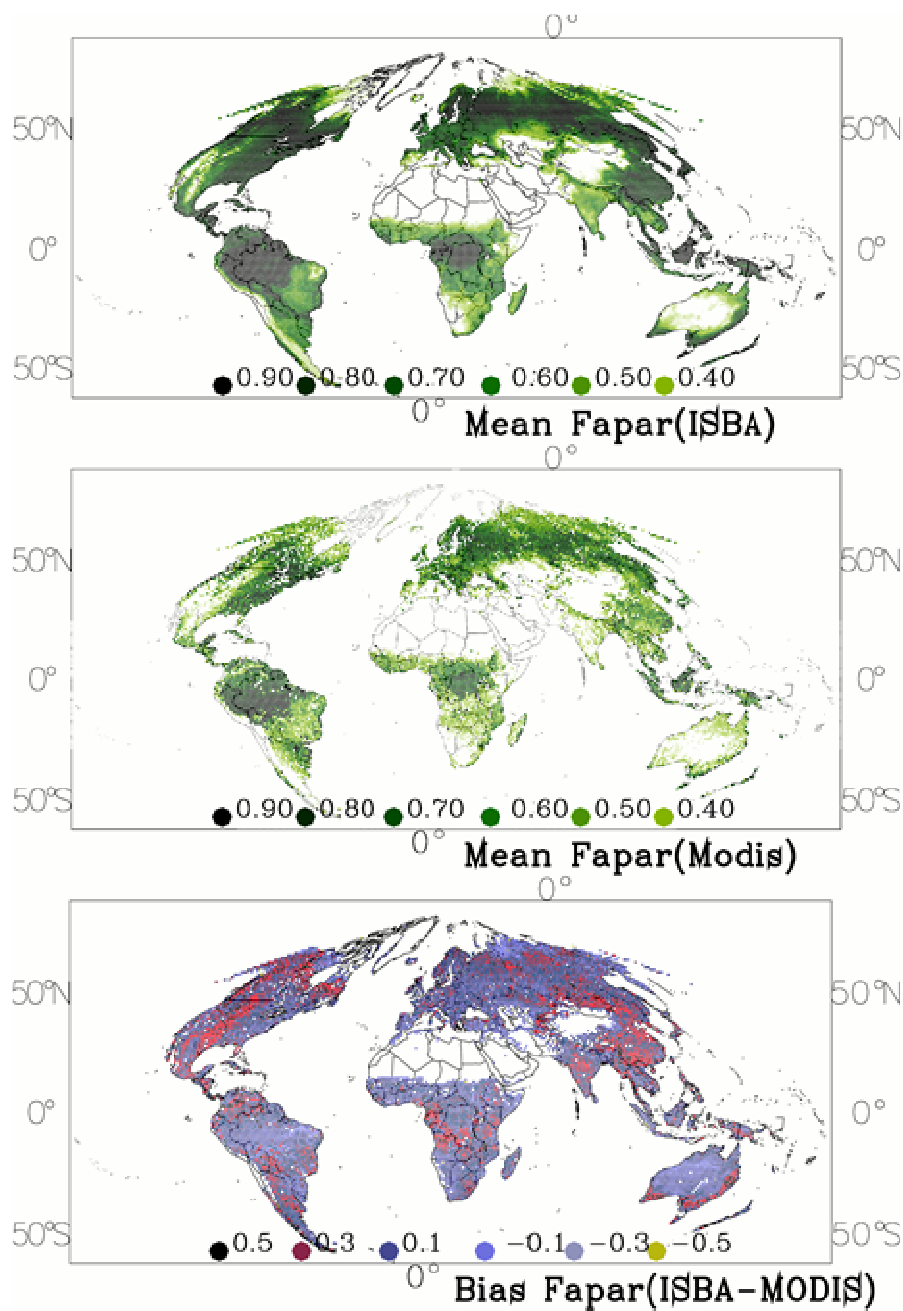 0°
50°N 50°N
0° 0°
50°S 50°S
0.90 0.80 0.70 0.60 0.50 0.40
0°
Mean Fapar(ISBA)
0°
50°N 50°N
0° 0°
50°S 50°S
0.90 0.80 0.70 0.60 0.50 0.40
0°
Mean Fapar(Modis)
0°
50°N 50°N
0° 0°
50°S 50°S
0.5 0.3 0.1 −0.1 −0.3 −0.5
0°
Bias Fapar(ISBA−MODIS)